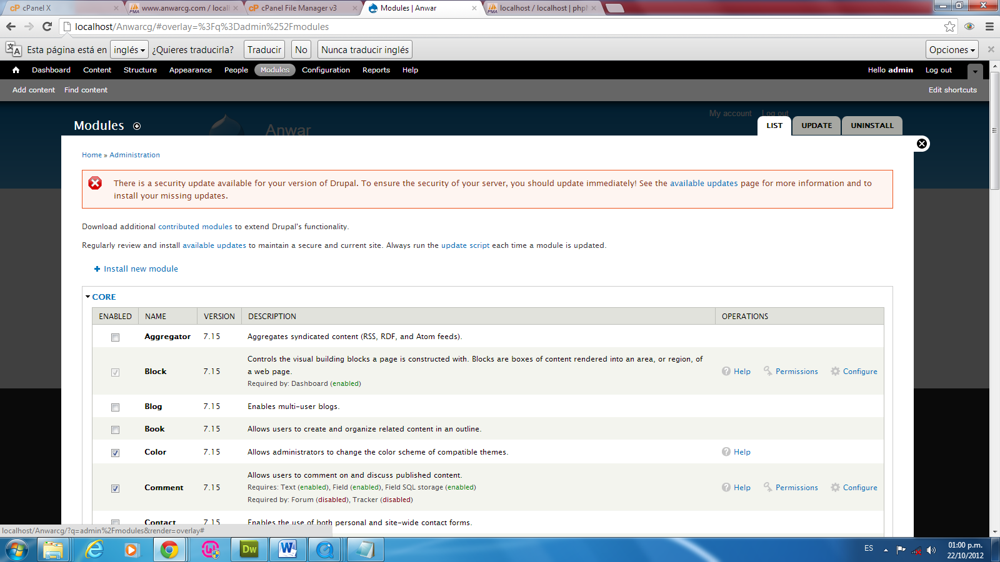 cPanel X
www.anwarcg.com / locali
cPanel File Manager v3
Modules | Anwar
localhost / localhost | phpM
localhost/Anwarcg/#overlay=%3Fq%3Dadmin%252Fmodules
Esta página está en inglés ¿Quieres traducirla? Traducir No Nunca traducir inglés Opciones
Dashboard Content Structure Appearance People Modules Configuration Reports Help Hello admin Log out
Add content Find content Edit shortcuts
My account Log out
Anwar
Modules
LIST UPDATE UNINSTALL
Home » Administration
There is a security update available for your version of Drupal. To ensure the security of your server, you should update immediately! See the available updates page for more information and to
install your missing updates.
Download additional contributed modules to extend Drupal's functionality.
Regularly review and install available updates to maintain a secure and current site. Always run the update script each time a module is updated.
Install new module
CORE
ENABLED NAME VERSION DESCRIPTION OPERATIONS
Aggregator 7.15 Aggregates syndicated content (RSS, RDF, and Atom feeds).
Controls the visual building blocks a page is constructed with. Blocks are boxes of content rendered into an area, or region, of
Block 7.15 a web page. Help Permissions Configure
Required by: Dashboard (enabled)
Blog 7.15 Enables multi-user blogs.
Book 7.15 Allows users to create and organize related content in an outline.
Color 7.15 Allows administrators to change the color scheme of compatible themes. Help
Allows users to comment on and discuss published content.
Comment 7.15 Requires: Text (enabled), Field (enabled), Field SQL storage (enabled) Help Permissions Configure
Required by: Forum (disabled), Tracker (disabled)
Contact 7.15 Enables the use of both personal and site-wide contact forms.
localhost/Anwarcg/?q=admin%2Fmodules&render=overlay#
Dw
W
ES
01:00 p.m.
22/10/2012